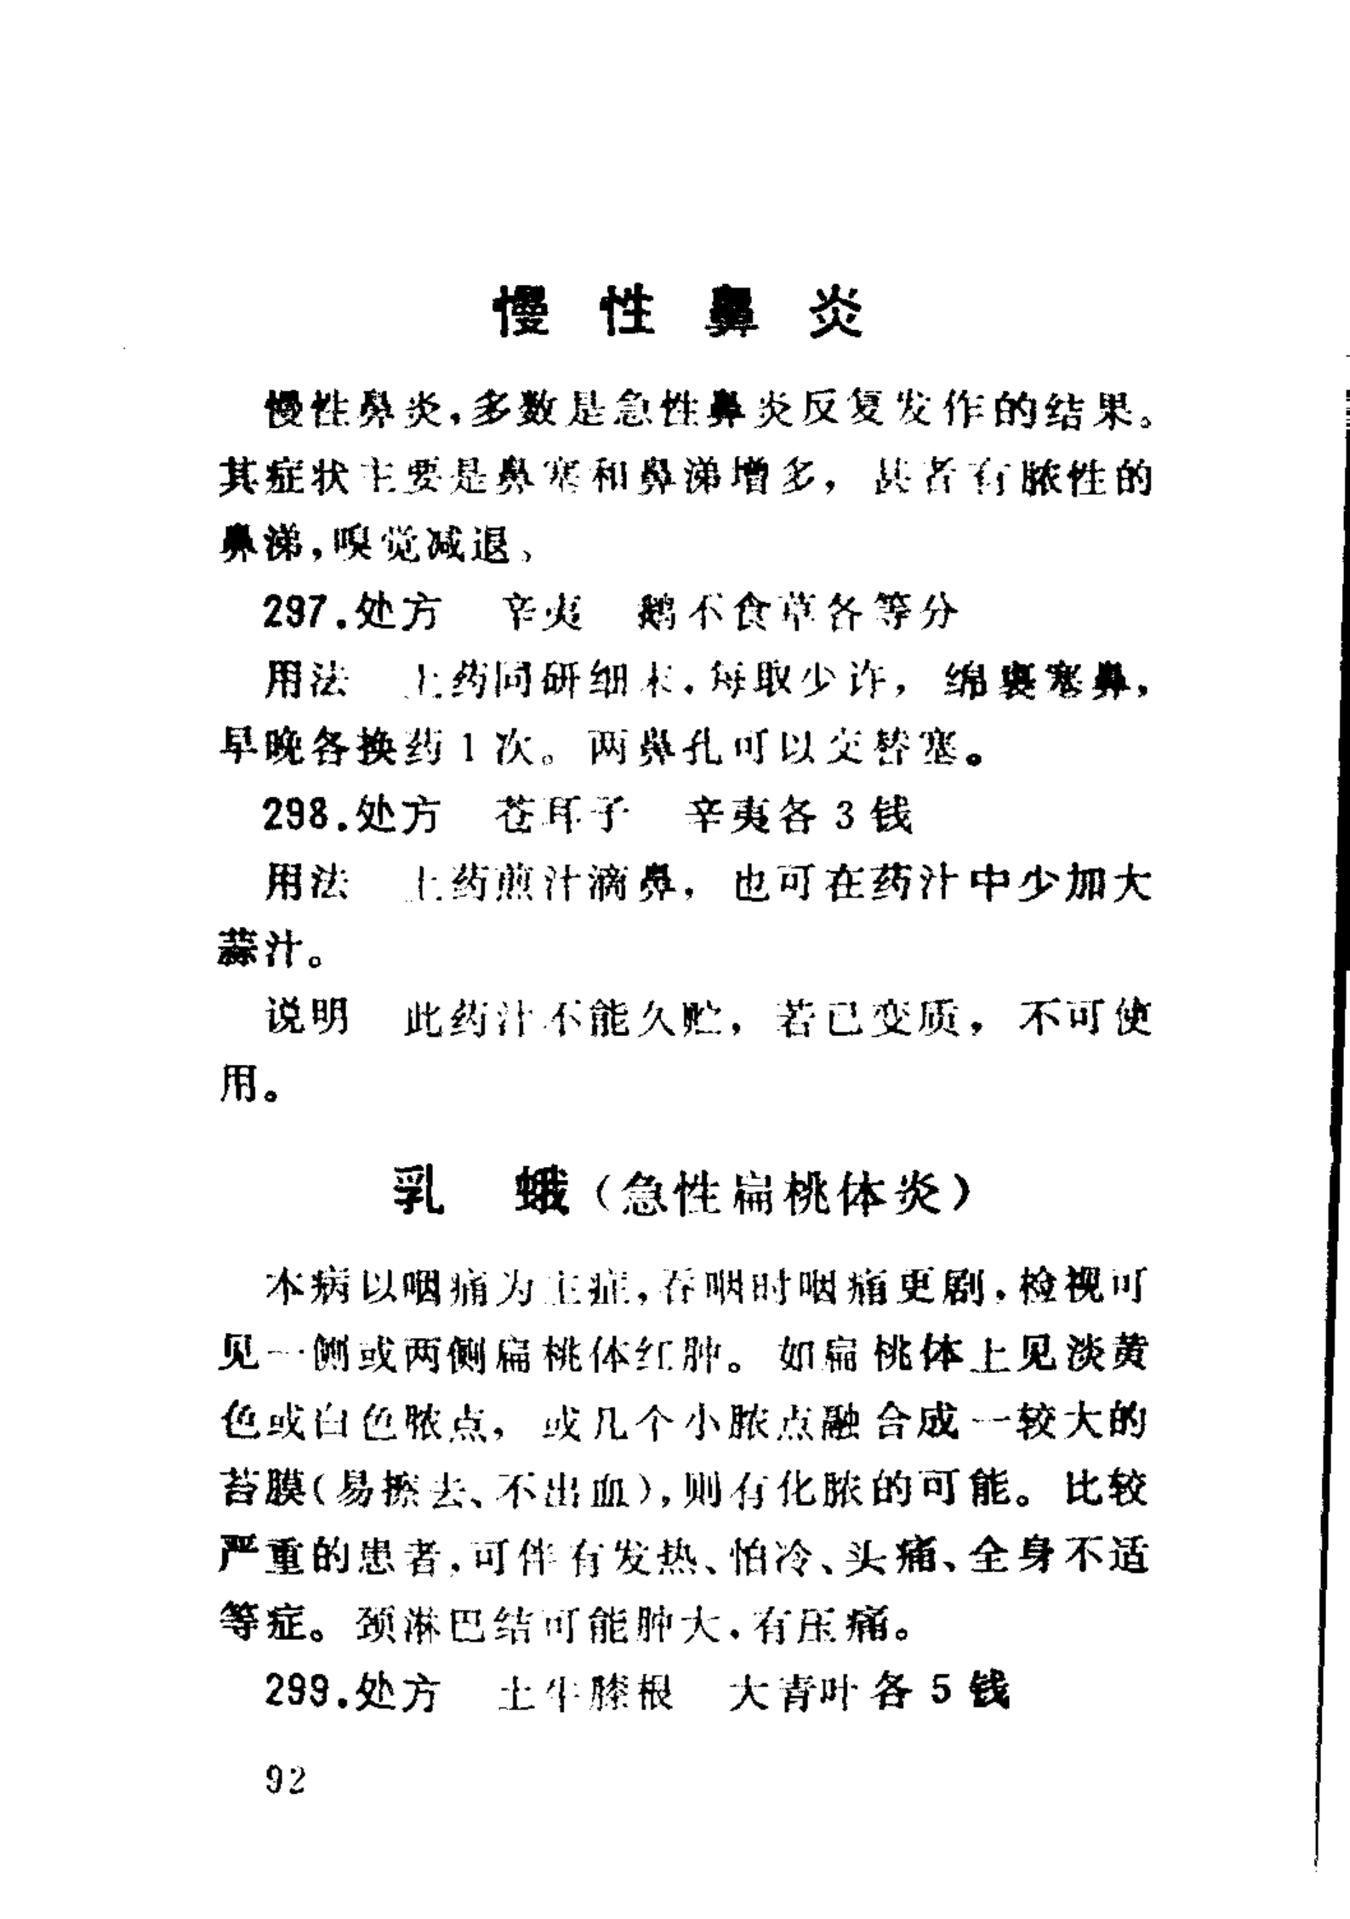 慢性鼻炎
慢性鼻炎,多数是急性鼻炎反复发作的结果。
其症状主要是鼻塞和鼻涕增多，甚者有脓性的
鼻涕,嗅觉减退、
297.处方　辛夷　鹅不食草各等分
用法　上药同研细末.每取少许，绵裹塞鼻,
早晚各换药1次。两鼻孔可以交替塞。
298.处方　苍耳子　辛夷各3钱
用法　上药煎汁滴鼻，也可在药汁中少加大
蒜汁。
说明　此药汁不能久贮，若已变质，不可使
用。
乳　蛾（急性扁桃体炎）
本病以咽痛为主症,吞咽时咽痛更剧,检视可
见一侧或两侧扁桃体红肿。如扁桃体上见淡黄
色或白色脓点，或几个小脓点融合成一较大的
苔膜(易擦去、不出血),则有化脓的可能。比较
严重的患者,可伴有发热、怕冷、头痛、全身不适
等症。颈淋巴结可能肿大.有压痛。
299.处方　土牛膝根　大青叶各5钱
92